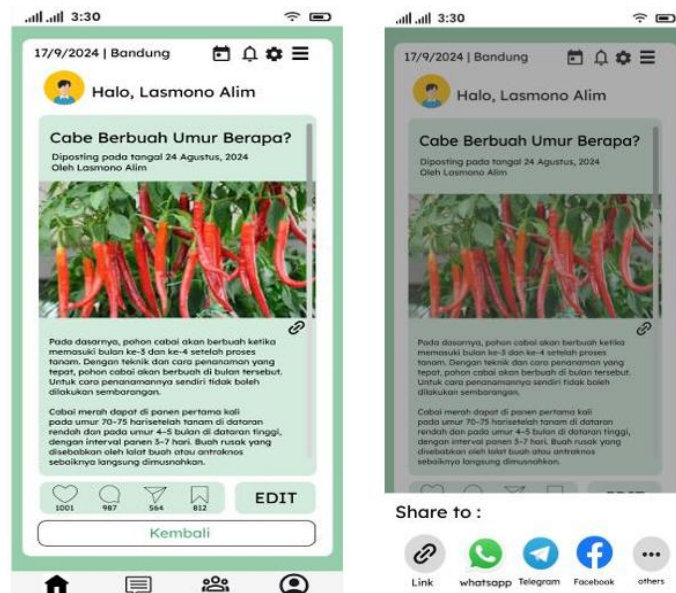 3:30
17/9/2024 | Bandung
Halo, Lasmono Alim
Cabe Berbuah Umur Berapa?
Diposting pada tangal 24 Agustus, 2024
Oleh Lasmono Alim
Pada dasarnya, pohon cabai akan berbuah ketika
memasuki bulan ke-3 dan ke-4 setelah proses
tanam. Dengan teknik dan cara penanaman yang
tepat, pohon cabai akan berbuah di bulan tersebut.
Untuk cara penanamannya sendiri tidak boleh
dilakukan sembarangan.
Cabai merah dapat di panen pertama kali
pada umur 70-75 harisetelah tanam di dataran
rendah dan pada umur 4-5 bulan di dataran tinggi,
dengan interval panen 3-7 hari. Buah rusak yang
disebabkan oleh lalat buah atau antraknos
sebaiknya langsung dimusnahkan.
1001 987 564 812 EDIT
Kembali
3:30
17/9/2024 | Bandung
Halo, Lasmono Alim
Cabe Berbuah Umur Berapa?
Diposting pada tangal 24 Agustus, 2024
Oleh Lasmono Alim
Pada dasarnya, pohon cabai akan berbuah ketika
memasuki bulan ke-3 dan ke-4 setelah proses
tanam. Dengan teknik dan cara penanaman yang
tepat, pohon cabai akan berbuah di bulan tersebut.
Untuk cara penanamannya sendiri tidak boleh
dilakukan sembarangan.
Cabai merah dapat di panen pertama kali
pada umur 70-75 harisetelah tanam di dataran
rendah dan pada umur 4-5 bulan di dataran tinggi,
dengan interval panen 3-7 hari. Buah rusak yang
disebabkan oleh lalat buah atau antraknos
sebaiknya langsung dimusnahkan.
Share to :
Link whatsapp Telegram Facebook others